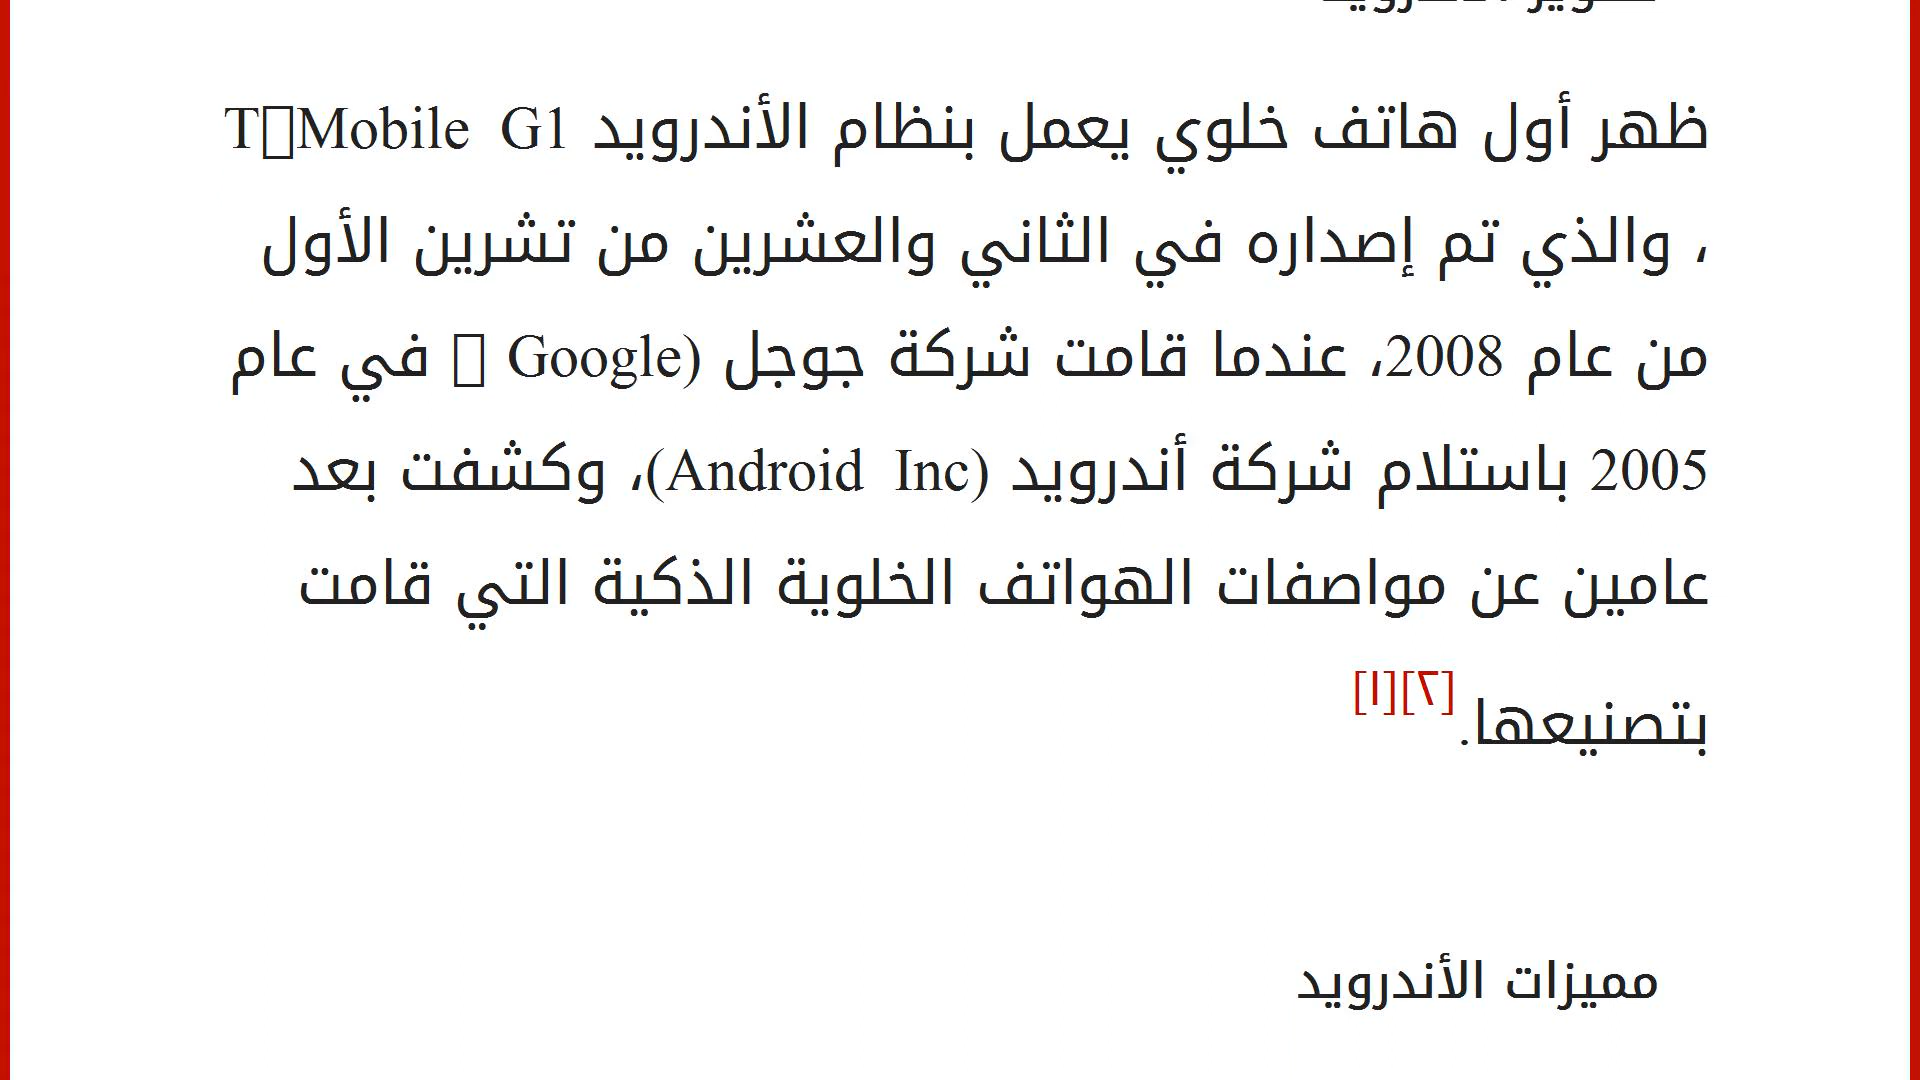 ظهر أول هاتف خلوي يعمل بنظام الأندرويد T▯Mobile G1
، والذي تم إصداره في الثاني والعشرين من تشرين الأول
من عام 2008، عندما قامت شركة جوجل (Google ▯ في عام
2005 باستلام شركة أندرويد (Android Inc)، وكشفت بعد
عامين عن مواصفات الهواتف الخلوية الذكية التي قامت
بتصنيعها.[٢][١]
مميزات الأندرويد